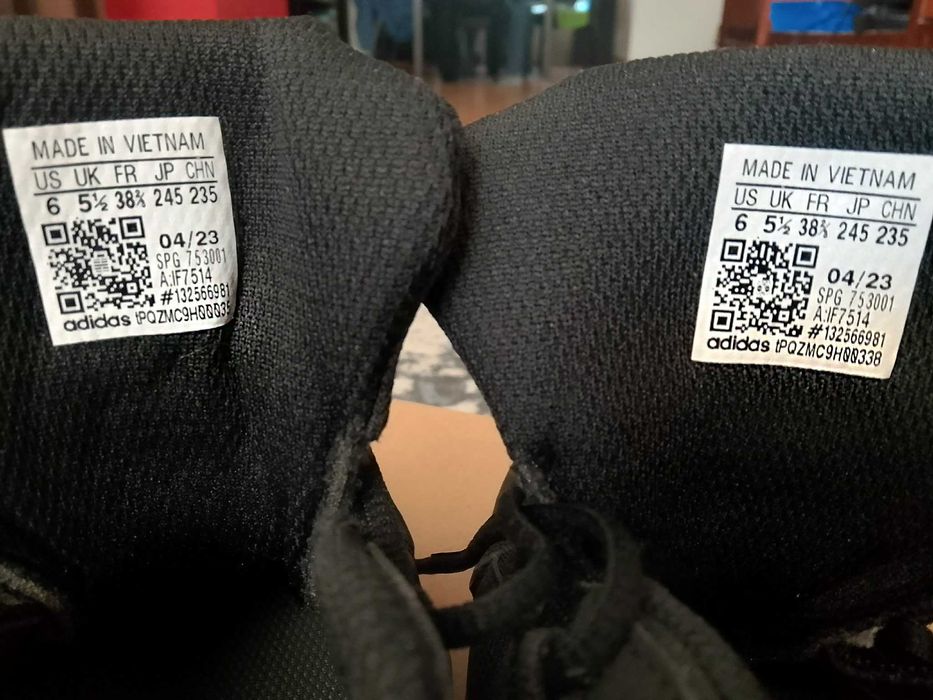 MADE IN VIETNAM
US UK FR JP CHN
6 5½ 38⅔ 245 235
04/23
SPG 753001
A:IF7514
#132566981
adidas
MADE IN VIETNAM
US UK FR JP CHN
6 5½ 38⅔ 245 235
04/23
SPG 753001
A:IF7514
#132566981
adidas tPQZMC9H00338